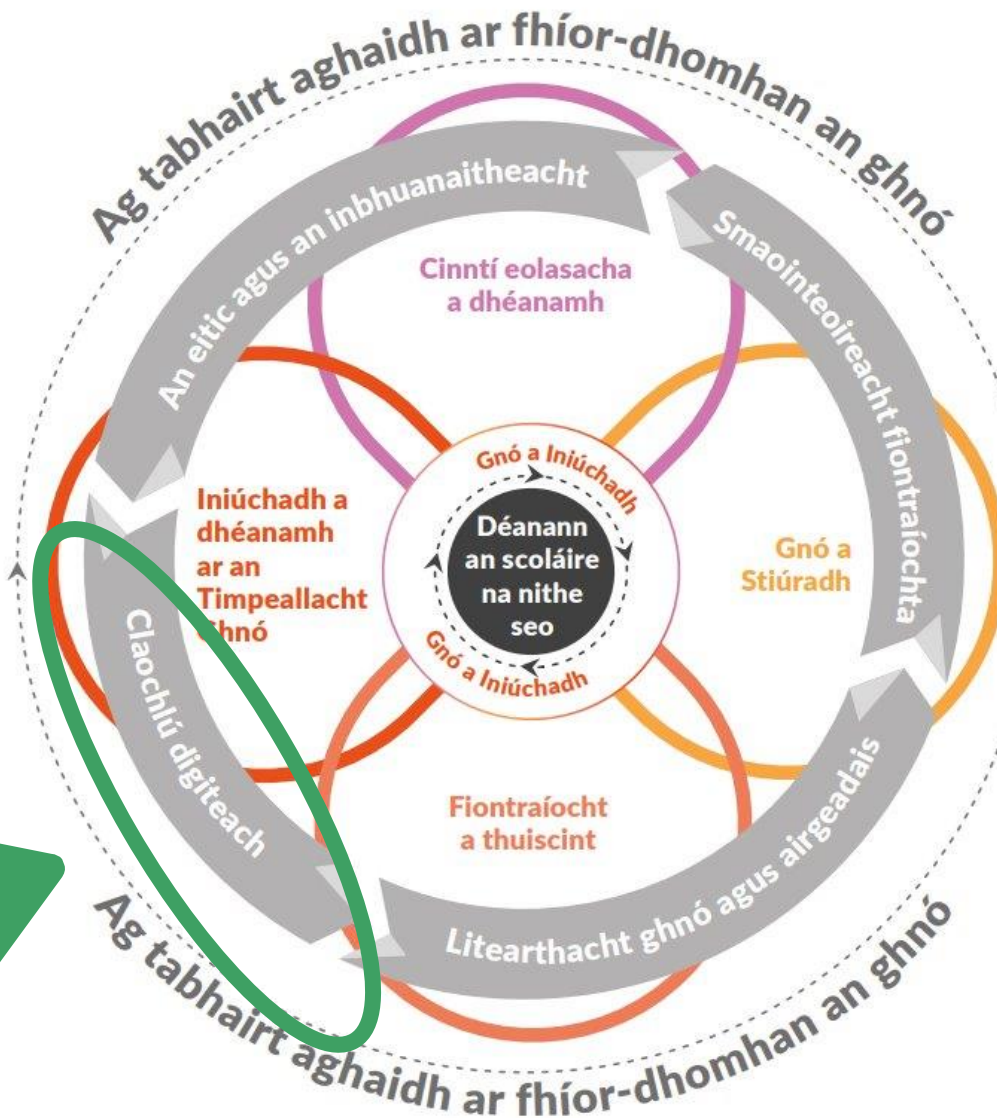 Ag tabhairt aghaidh ar fhíor-dhomhan an ghnó
An eitic agus an inbhuanaitheacht
Smaointeoireacht fiontraíochta
Cinntí eolasacha
a dhéanamh
Iniúchadh a
dhéanamh
ar an
Timpeallacht
Ghnó
Gnó a Iniúchadh
Déanann
an scoláire
na nithe
seo
Gnó a Iniúchadh
Gnó a
Stiúradh
Claochlú digiteach
Fiontraíocht
a thuiscint
Litearthacht ghnó agus airgeadais
Ag tabhairt aghaidh ar fhíor-dhomhan an ghnó